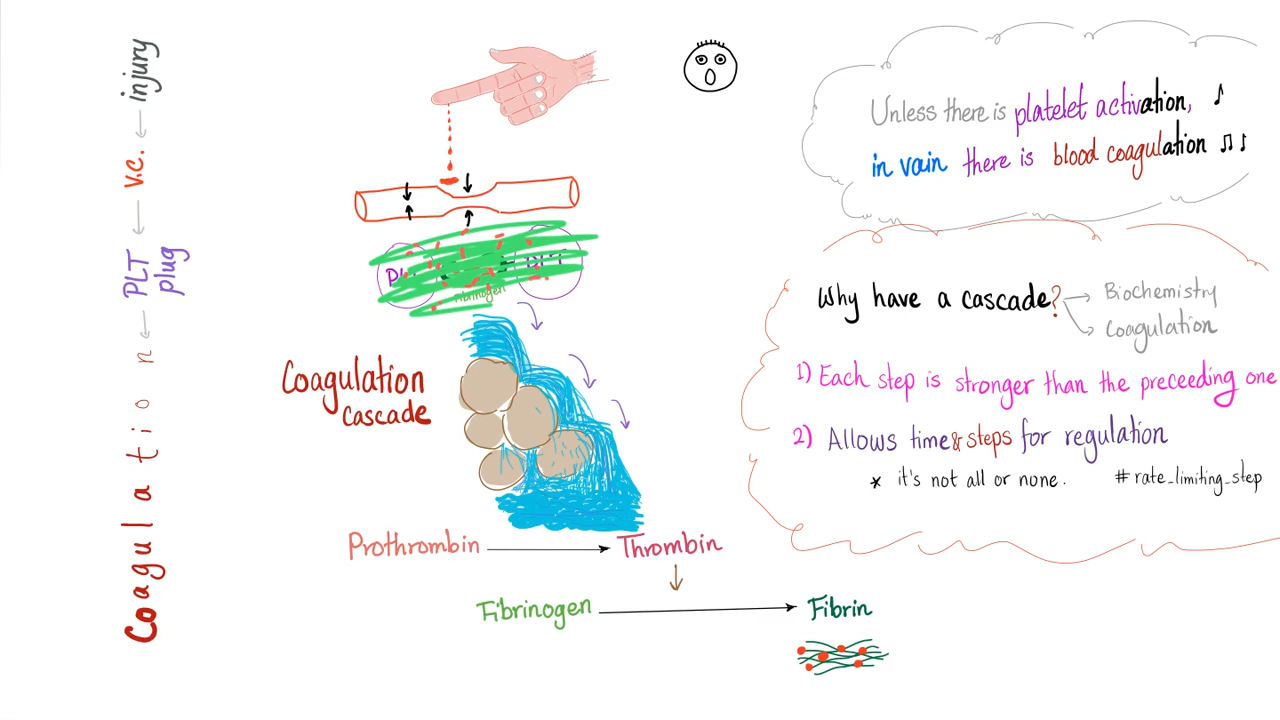 injury
v.c.
PLT
plug
Coagulation
fibrinogen
Coagulation
Cascade
Prothrombin
Thrombin
Fibrinogen
Fibrin
Unless there is platelet activation,
in vain there is blood coagulation
Why have a cascade?
Biochemistry
Coagulation
1) Each step is stronger than the preceeding one
2) Allows time & steps for regulation
* it's not all or none. #rate_limiting_step